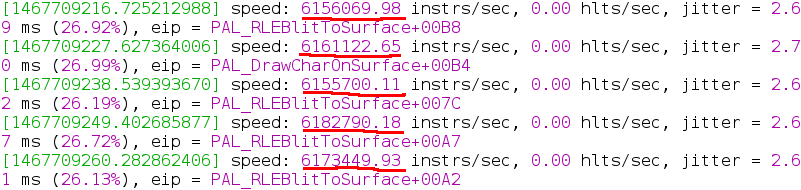 [1467709216.725212988] speed: 6156069.98 instrs/sec, 0.00 hlts/sec, jitter = 2.6
9 ms (26.92%), eip = PAL_RLEBlitToSurface+00B8
[1467709227.627364006] speed: 6161122.65 instrs/sec, 0.00 hlts/sec, jitter = 2.7
0 ms (26.99%), eip = PAL_DrawCharOnSurface+00B4
[1467709238.539393670] speed: 6155700.11 instrs/sec, 0.00 hlts/sec, jitter = 2.6
2 ms (26.19%), eip = PAL_RLEBlitToSurface+007C
[1467709249.402685877] speed: 6182790.18 instrs/sec, 0.00 hlts/sec, jitter = 2.6
7 ms (26.72%), eip = PAL_RLEBlitToSurface+00A7
[1467709260.282862406] speed: 6173449.93 instrs/sec, 0.00 hlts/sec, jitter = 2.6
1 ms (26.13%), eip = PAL_RLEBlitToSurface+00A2